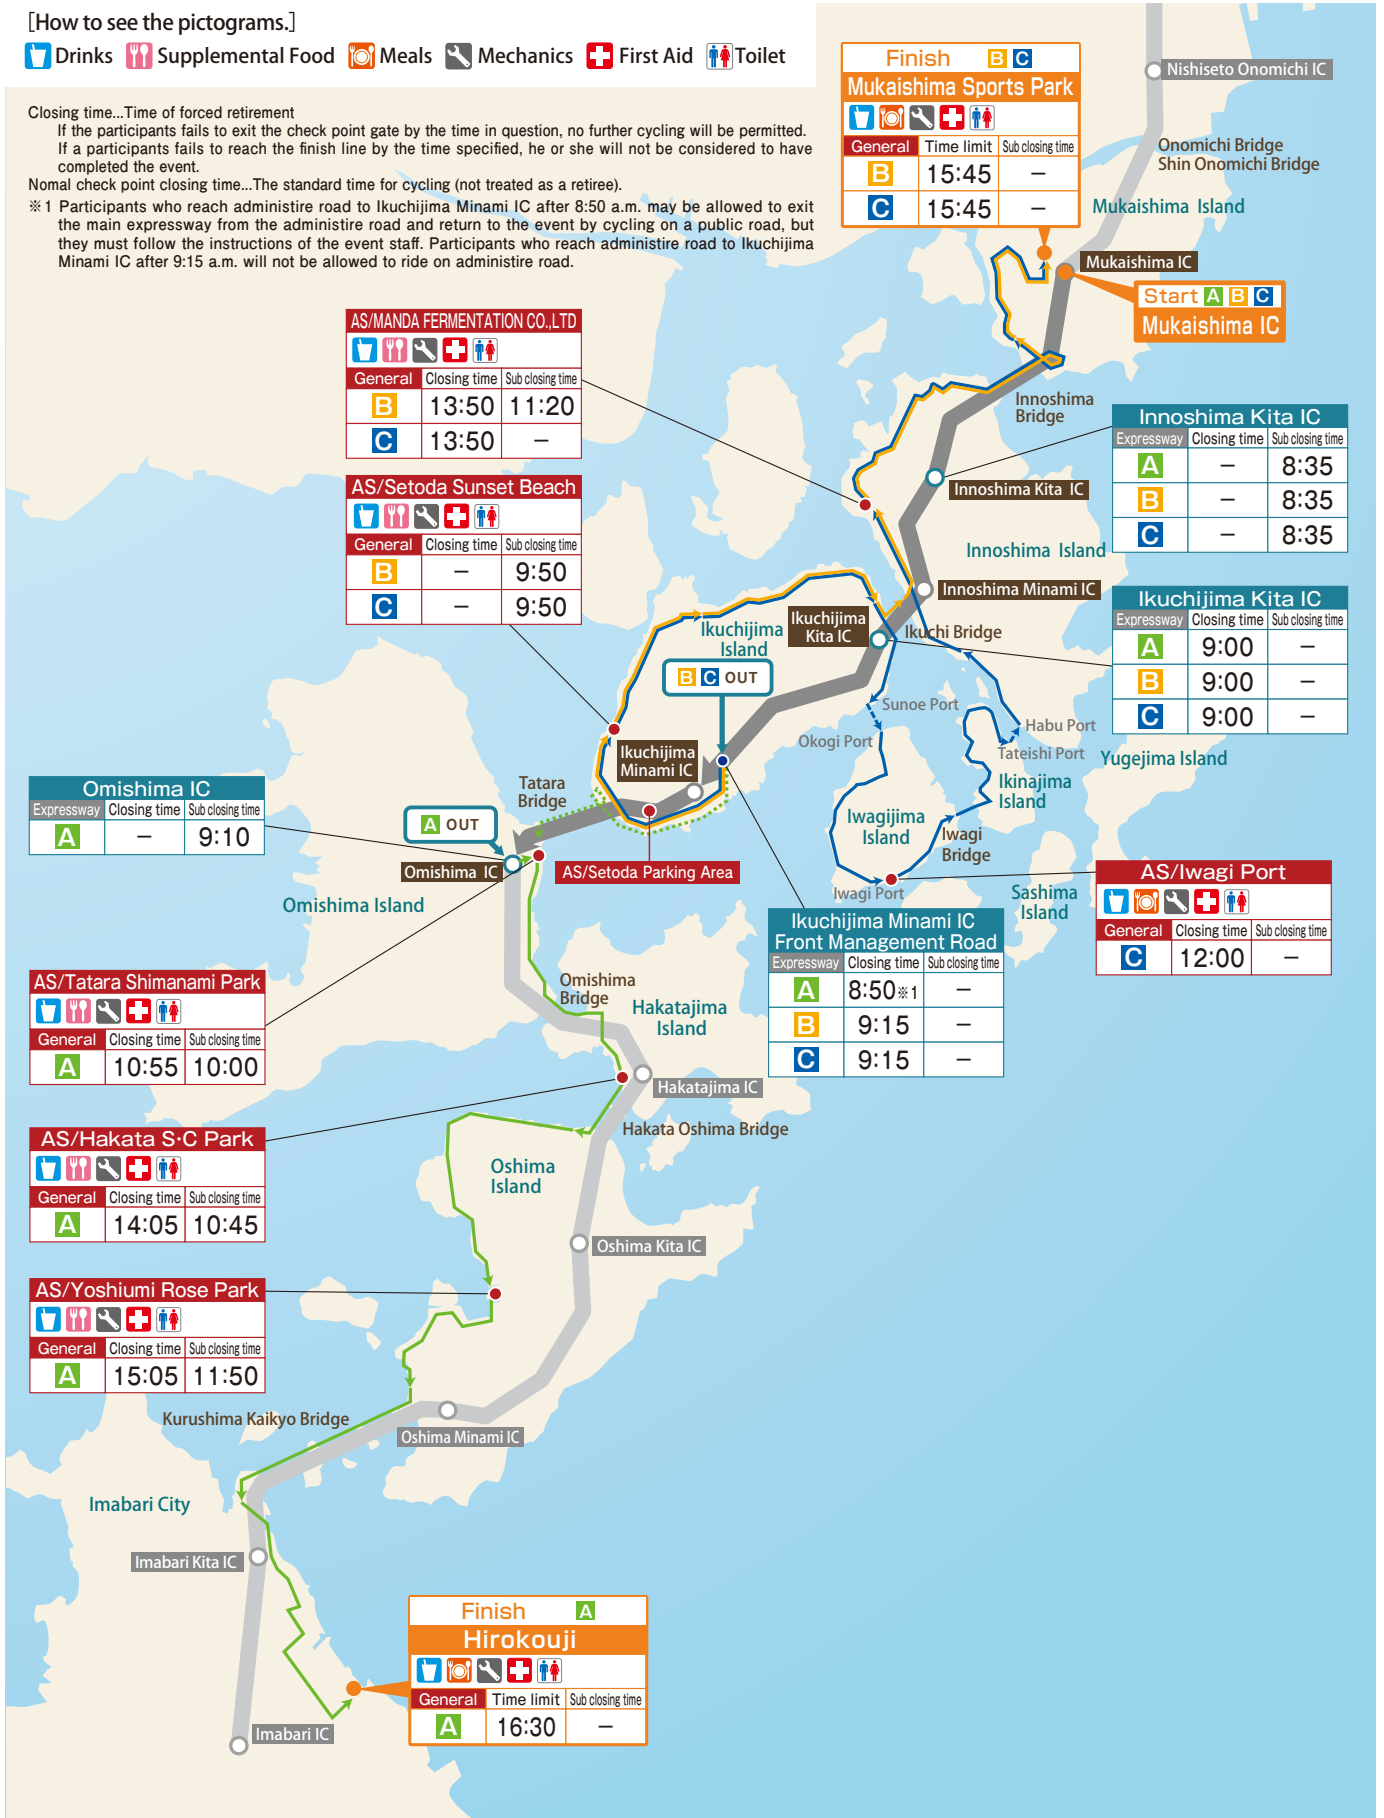 [How to see the pictograms.]
Drinks Supplemental Food Meals Mechanics First Aid Toilet
Closing time...Time of forced retirement
If the participants fails to exit the check point gate by the time in question, no further cycling will be permitted.
If a participants fails to reach the finish line by the time specified, he or she will not be considered to have
completed the event.
Nomal check point closing time...The standard time for cycling (not treated as a retiree).
※1 Participants who reach administire road to Ikuchijima Minami IC after 8:50 a.m. may be allowed to exit
the main expressway from the administire road and return to the event by cycling on a public road, but
they must follow the instructions of the event staff. Participants who reach administire road to Ikuchijima
Minami IC after 9:15 a.m. will not be allowed to ride on administire road.
Finish B C
Mukaishima Sports Park
General Time limit Sub closing time
B 15:45 –
C 15:45 –
Nishiseto Onomichi IC
Onomichi Bridge
Shin Onomichi Bridge
Mukaishima Island
Mukaishima IC
Start A B C
Mukaishima IC
AS/MANDA FERMENTATION CO.,LTD
General Closing time Sub closing time
B 13:50 11:20
C 13:50 –
Innoshima
Bridge
Innoshima Kita IC
Expressway Closing time Sub closing time
A – 8:35
B – 8:35
C – 8:35
AS/Setoda Sunset Beach
General Closing time Sub closing time
B – 9:50
C – 9:50
Innoshima Kita IC
Innoshima Island
Innoshima Minami IC
Ikuchijima Kita IC
Expressway Closing time Sub closing time
A 9:00 –
B 9:00 –
C 9:00 –
Ikuchijima
Kita IC
Ikuchi Bridge
Ikuchijima
Island
B C OUT
Sunoe Port
Okogi Port
Habu Port
Tateishi Port
Yugejima Island
Ikuchijima
Minami IC
Ikinajima
Island
Tatara
Bridge
Omishima IC
Expressway Closing time Sub closing time
A – 9:10
A OUT
Iwagijima
Island
Iwagi
Bridge
Omishima IC
AS/Setoda Parking Area
Iwagi Port
Sashima
Island
AS/Iwagi Port
General Closing time Sub closing time
C 12:00 –
Omishima Island
Ikuchijima Minami IC
Front Management Road
Expressway Closing time Sub closing time
A 8:50※1 –
B 9:15 –
C 9:15 –
AS/Tatara Shimanami Park
General Closing time Sub closing time
A 10:55 10:00
Omishima
Bridge
Hakatajima
Island
Hakatajima IC
AS/Hakata S・C Park
General Closing time Sub closing time
A 14:05 10:45
Hakata Oshima Bridge
Oshima
Island
Oshima Kita IC
AS/Yoshiumi Rose Park
General Closing time Sub closing time
A 15:05 11:50
Kurushima Kaikyo Bridge
Oshima Minami IC
Imabari City
Imabari Kita IC
Finish A
Hirokouji
General Time limit Sub closing time
A 16:30 –
Imabari IC